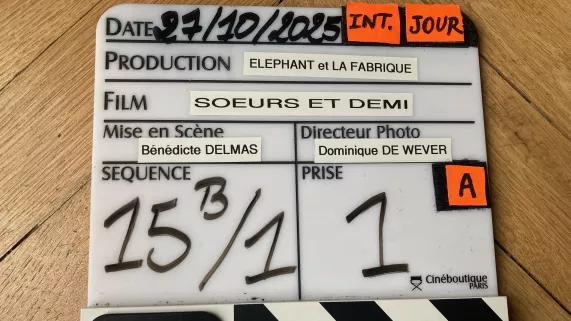 DATE 27/10/2025 INT. JOUR
PRODUCTION ELEPHANT et LA FABRIQUE
FILM SOEURS ET DEMI
Mise en Scène Directeur Photo
Bénédicte DELMAS Dominique DE WEVER
SEQUENCE PRISE A
15 B/1 1
Cinéboutique
PARIS